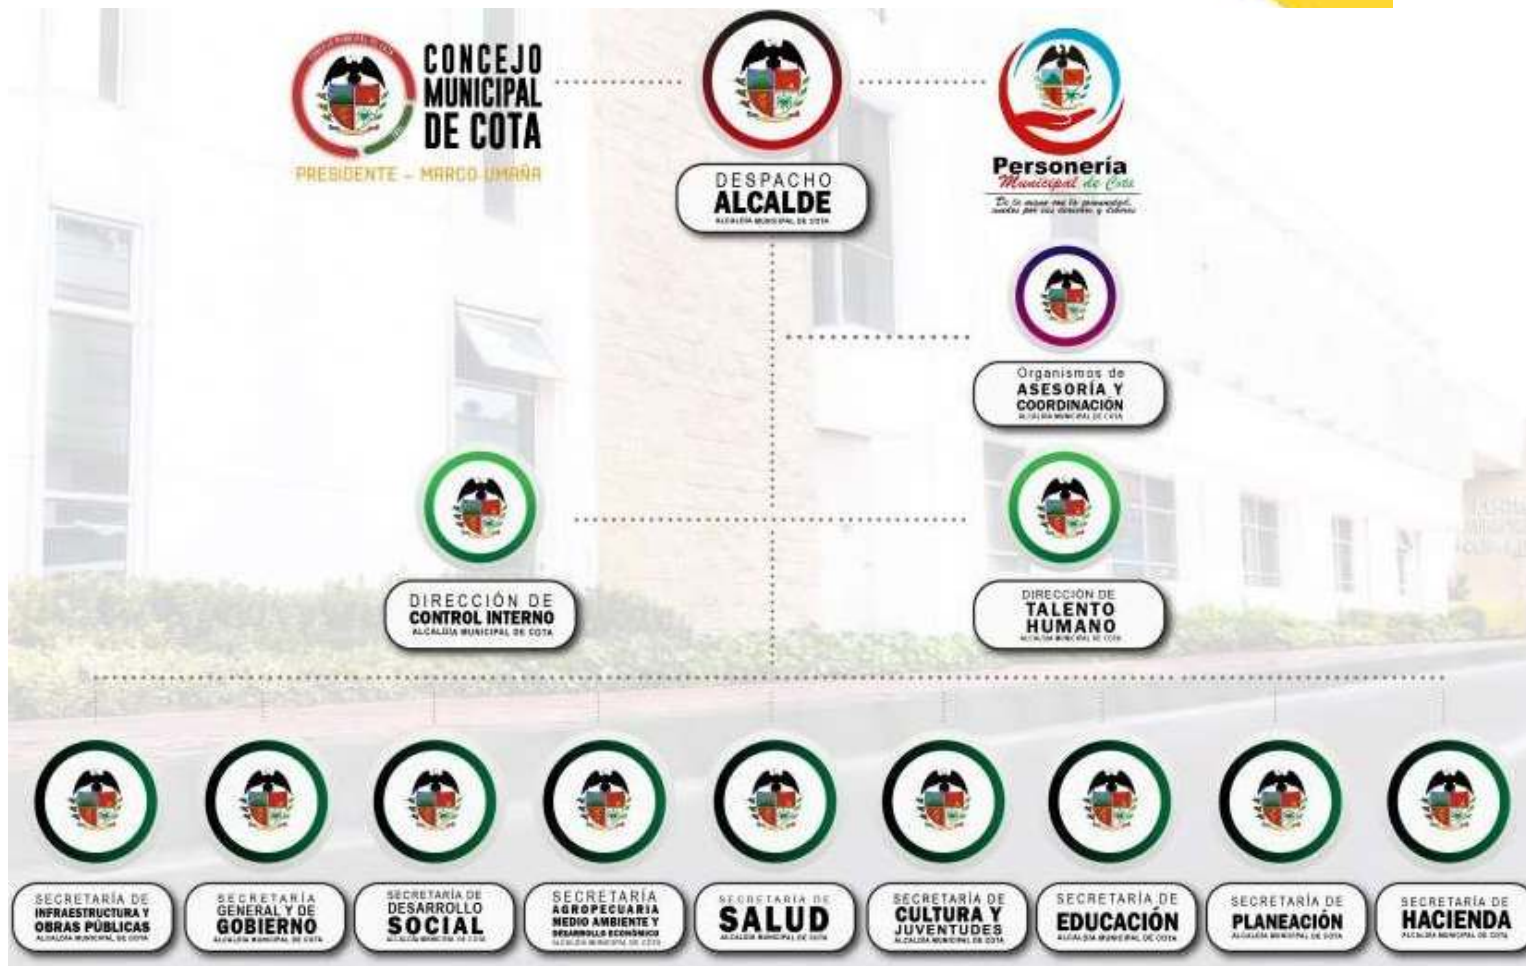 CONCEJO
MUNICIPAL
DE COTA
PRESIDENTE - MARCO UMAÑA
DESPACHO
ALCALDE
ALCALDÍA MUNICIPAL DE COTA
Personería
Municipal de Cota
Organismos de
ASESORÍA Y
COORDINACIÓN
ALCALDÍA MUNICIPAL DE COTA
DIRECCIÓN DE
CONTROL INTERNO
ALCALDÍA MUNICIPAL DE COTA
DIRECCIÓN DE
TALENTO
HUMANO
ALCALDÍA MUNICIPAL DE COTA
SECRETARÍA DE
INFRAESTRUCTURA Y
OBRAS PÚBLICAS
ALCALDÍA MUNICIPAL DE COTA
SECRETARÍA
GENERAL Y DE
GOBIERNO
ALCALDÍA MUNICIPAL DE COTA
SECRETARÍA DE
DESARROLLO
SOCIAL
ALCALDÍA MUNICIPAL DE COTA
SECRETARÍA
AGROPECUARIA
MEDIO AMBIENTE Y
DESARROLLO ECONÓMICO
ALCALDÍA MUNICIPAL DE COTA
SECRETARÍA DE
SALUD
ALCALDÍA MUNICIPAL DE COTA
SECRETARÍA DE
CULTURA Y
JUVENTUDES
ALCALDÍA MUNICIPAL DE COTA
SECRETARÍA DE
EDUCACIÓN
ALCALDÍA MUNICIPAL DE COTA
SECRETARÍA DE
PLANEACIÓN
ALCALDÍA MUNICIPAL DE COTA
SECRETARÍA DE
HACIENDA
ALCALDÍA MUNICIPAL DE COTA